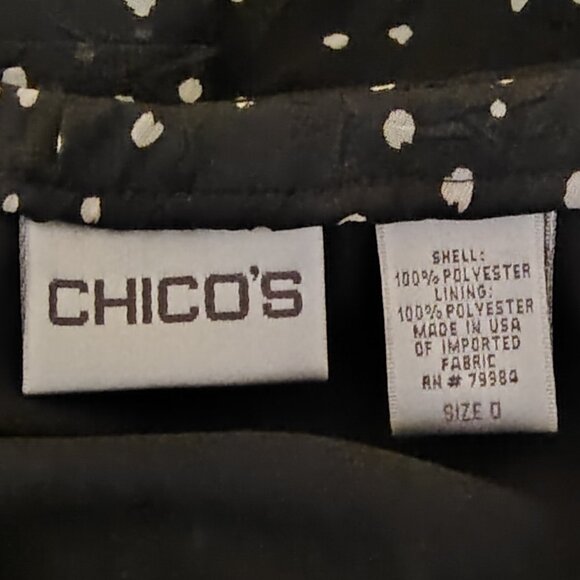 CHICO'S
SHELL:
100% POLYESTER
LINING:
100% POLYESTER
MADE IN USA
OF IMPORTED
FABRIC
RN # 79984
SIZE 0